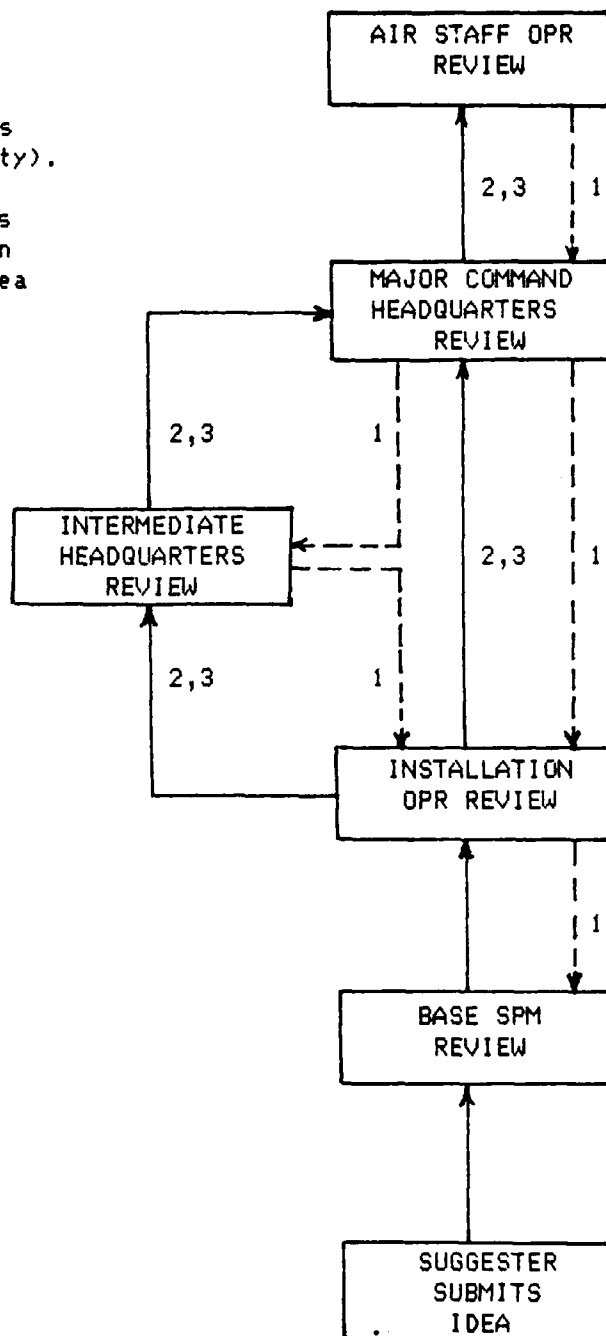 AIR STAFF OPR
REVIEW
s
ty).
s
n
ea
2,3
1
MAJOR COMMAND
HEADQUARTERS
REVIEW
2,3
1
INTERMEDIATE
HEADQUARTERS
REVIEW
2,3
1
2,3
1
INSTALLATION
OPR REVIEW
1
BASE SPM
REVIEW
SUGGESTER
SUBMITS
IDEA